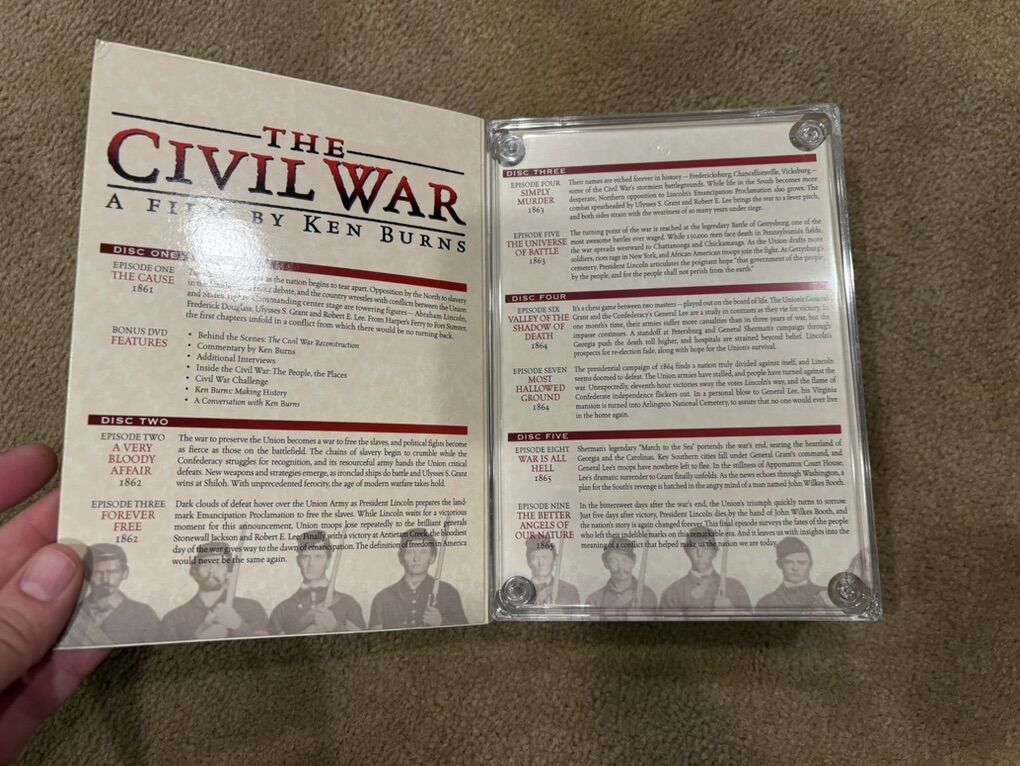 THE
CIVIL WAR
A FILM BY KEN BURNS
DISC ONE
EPISODE ONE
THE CAUSE
1861
as the nation begins to tear apart. Opposition by the North to slavery
in the debate, and the country wrestles with conflicts between the Union
and States. Commanding center stage are towering figures – Abraham Lincoln,
Frederick Douglass, Ulysses S. Grant and Robert E. Lee. From Harper's Ferry to Fort Sumter,
the first chapters unfold in a conflict from which there would be no turning back.
BONUS DVD
FEATURES
• Behind the Scenes: The Civil War Reconstruction
• Commentary by Ken Burns
• Additional Interviews
• Inside the Civil War: The People, the Places
• Civil War Challenge
• Ken Burns: Making History
• A Conversation with Ken Burns
DISC TWO
EPISODE TWO
A VERY
BLOODY
AFFAIR
1862
The war to preserve the Union becomes a war to free the slaves, and political fights become
as fierce as those on the battlefield. The chains of slavery begin to crumble while the
Confederacy struggles for recognition, and its resourceful army hands the Union critical
defeats. New weapons and strategies emerge, as ironclad ships do battle and Ulysses S. Grant
wins at Shiloh. With unprecedented ferocity, the age of modern warfare takes hold.
EPISODE THREE
FOREVER
FREE
1862
Dark clouds of defeat hover over the Union Army as President Lincoln prepares the land-
mark Emancipation Proclamation to free the slaves. While Lincoln waits for a victorious
moment for this announcement, Union troops lose repeatedly to the brilliant generals
Stonewall Jackson and Robert E. Lee. Finally with a victory at Antietam Creek, the bloodiest
day of the war gives way to the dawn of emancipation. The definition of freedom in America
would never be the same again.
DISC THREE
EPISODE FOUR
SIMPLY
MURDER
1863
Their names are etched forever in history – Fredericksburg, Chancellorsville, Vicksburg –
some of the Civil War's stormiest battlegrounds. While life in the South becomes more
desperate, Northern opposition to Lincoln's Emancipation Proclamation also grows. The
combat spearheaded by Ulysses S. Grant and Robert E. Lee brings the war to a fever pitch,
and both sides strain with the weariness of so many years under siege.
EPISODE FIVE
THE UNIVERSE
OF BATTLE
1863
The turning point of the war is reached at the legendary Battle of Gettysburg, one of the
most awesome battles ever waged. While 150,000 men face death in Pennsylvania's fields,
the war spreads westward to Chattanooga and Chickamauga. As the Union drafts more
soldiers, riots rage in New York, and African American troops join the fight. At Gettysburg's
cemetery, President Lincoln articulates the poignant hope "that government of the people,
by the people, and for the people shall not perish from the earth."
DISC FOUR
EPISODE SIX
VALLEY OF THE
SHADOW OF
DEATH
1864
It's a chess game between two masters – played out on the board of life. The Union's General
Grant and the Confederacy's General Lee are a study in contrasts as they vie for victory. In
one month's time, their armies suffer more casualties than in three years of war, but the
impasse continues. A standoff at Petersburg and General Sherman's campaign through
Georgia push the death toll higher, and hospitals are strained beyond belief. Lincoln's
prospects for re-election fade, along with hope for the Union's survival.
EPISODE SEVEN
MOST
HALLOWED
GROUND
1864
The presidential campaign of 1864 finds a nation truly divided against itself, and Lincoln
seems doomed to defeat. The Union armies have stalled, and people have turned against the
war. Unexpectedly, eleventh-hour victories sway the votes Lincoln's way, and the flame of
Confederate independence flickers out. In a personal blow to General Lee, his Virginia
mansion is turned into Arlington National Cemetery, to assure that no one would ever live
in the home again.
DISC FIVE
EPISODE EIGHT
WAR IS ALL
HELL
1865
Sherman's legendary "March to the Sea" portends the war's end, searing the heartland of
Georgia and the Carolinas. Key Southern cities fall under General Grant's command, and
General Lee's troops have nowhere left to flee. In the stillness of Appomattox Court House,
Lee's dramatic surrender to Grant finally unfolds. As the news echoes through Washington, a
plan for the South's revenge is hatched in the angry mind of a man named John Wilkes Booth.
EPISODE NINE
THE BETTER
ANGELS OF
OUR NATURE
1865
In the bittersweet days after the war's end, the Union's triumph quickly turns to sorrow.
Just five days after victory, President Lincoln dies by the hand of John Wilkes Booth, and
the nation's story is again changed forever. This final episode surveys the fates of the people
who left their indelible marks on this remarkable era. And it leaves us with insights into the
meaning of a conflict that helped make us the nation we are today.